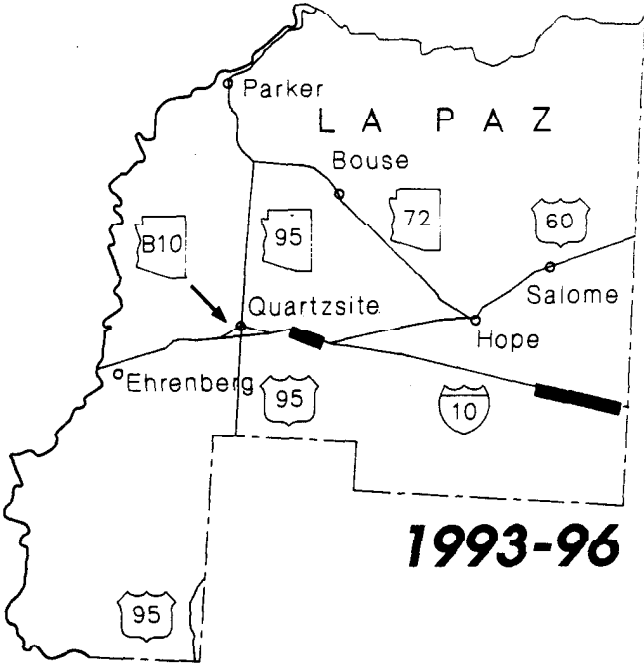 Parker
LA PAZ
Bouse
B10
95
72
60
Quartzsite
Salome
Hope
Ehrenberg
95
10
1993-96
95